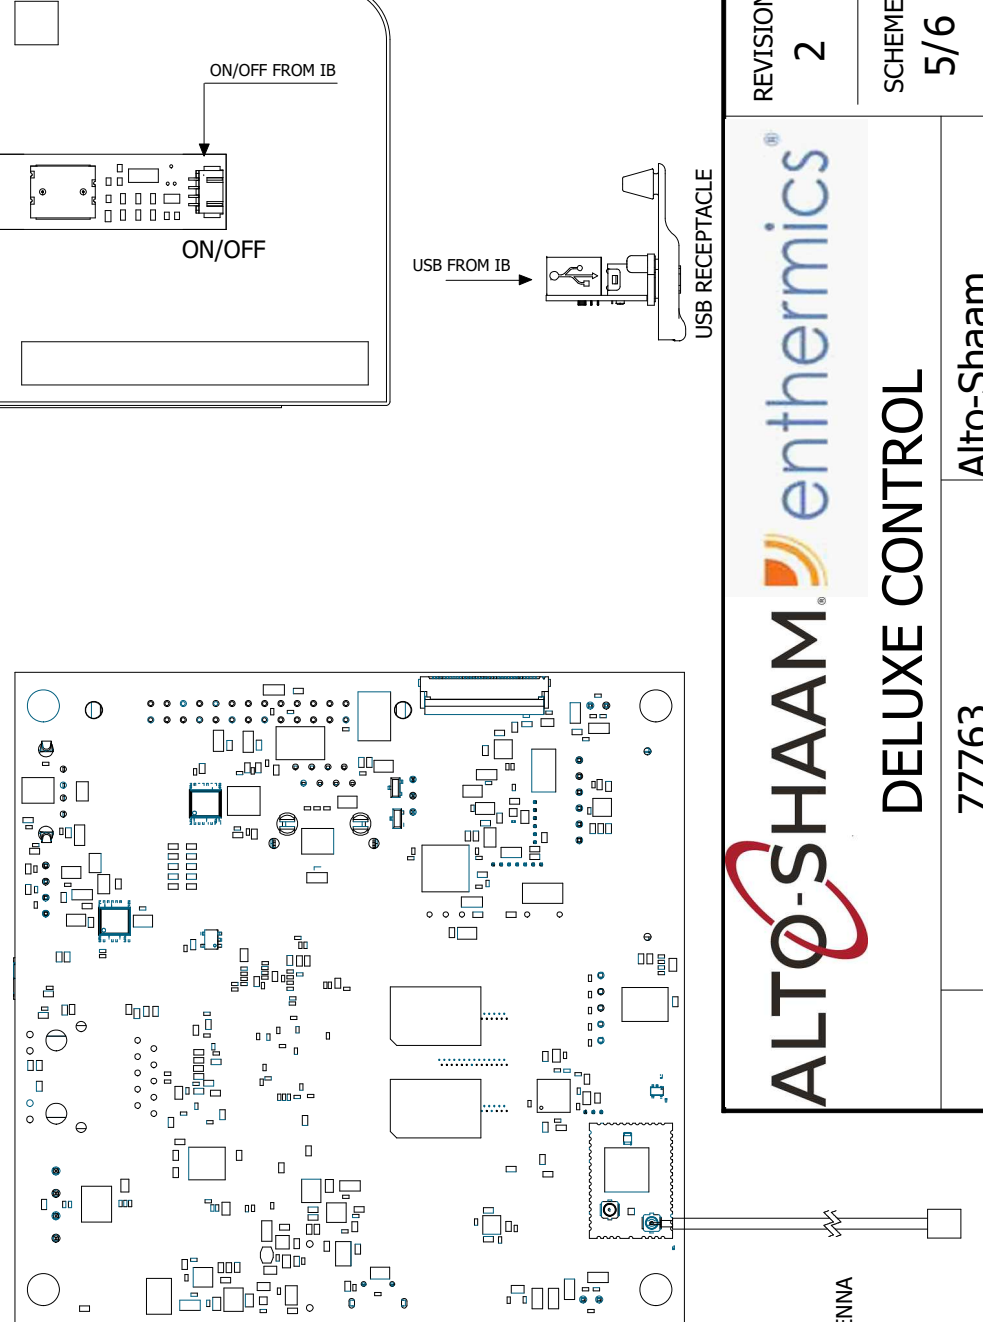 ON/OFF FROM IB
ON/OFF
USB FROM IB
USB RECEPTACLE
REVISION
2
SCHEME
5/6
ALTO-SHAAM®
enthermics®
DELUXE CONTROL
77763
Alto-Shaam